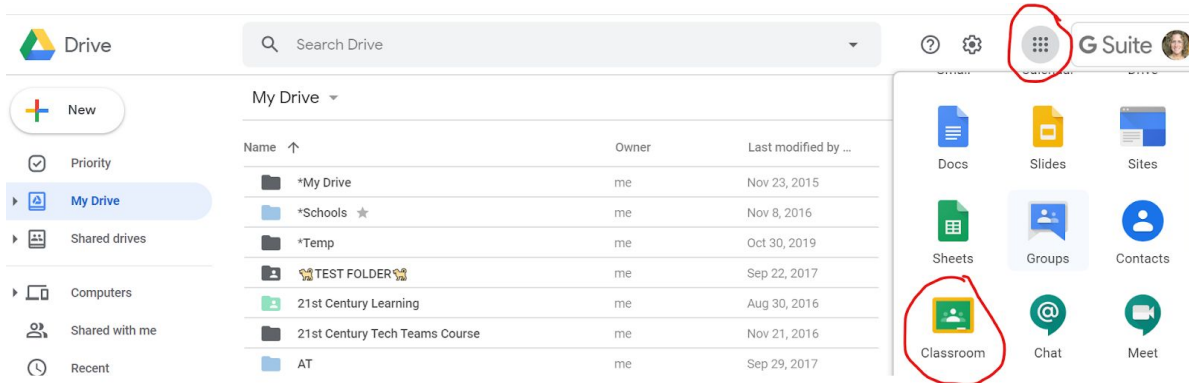 Drive
Search Drive
G Suite
New
Priority
My Drive
Shared drives
Computers
Shared with me
Recent
My Drive
Name Owner Last modified by ...
*My Drive me Nov 23, 2015
*Schools me Nov 8, 2016
*Temp me Oct 30, 2019
🐕TEST FOLDER🐕 me Sep 22, 2017
21st Century Learning me Aug 30, 2016
21st Century Tech Teams Course me Nov 21, 2016
AT me Sep 29, 2017
Docs Slides Sites
Sheets Groups Contacts
Classroom Chat Meet